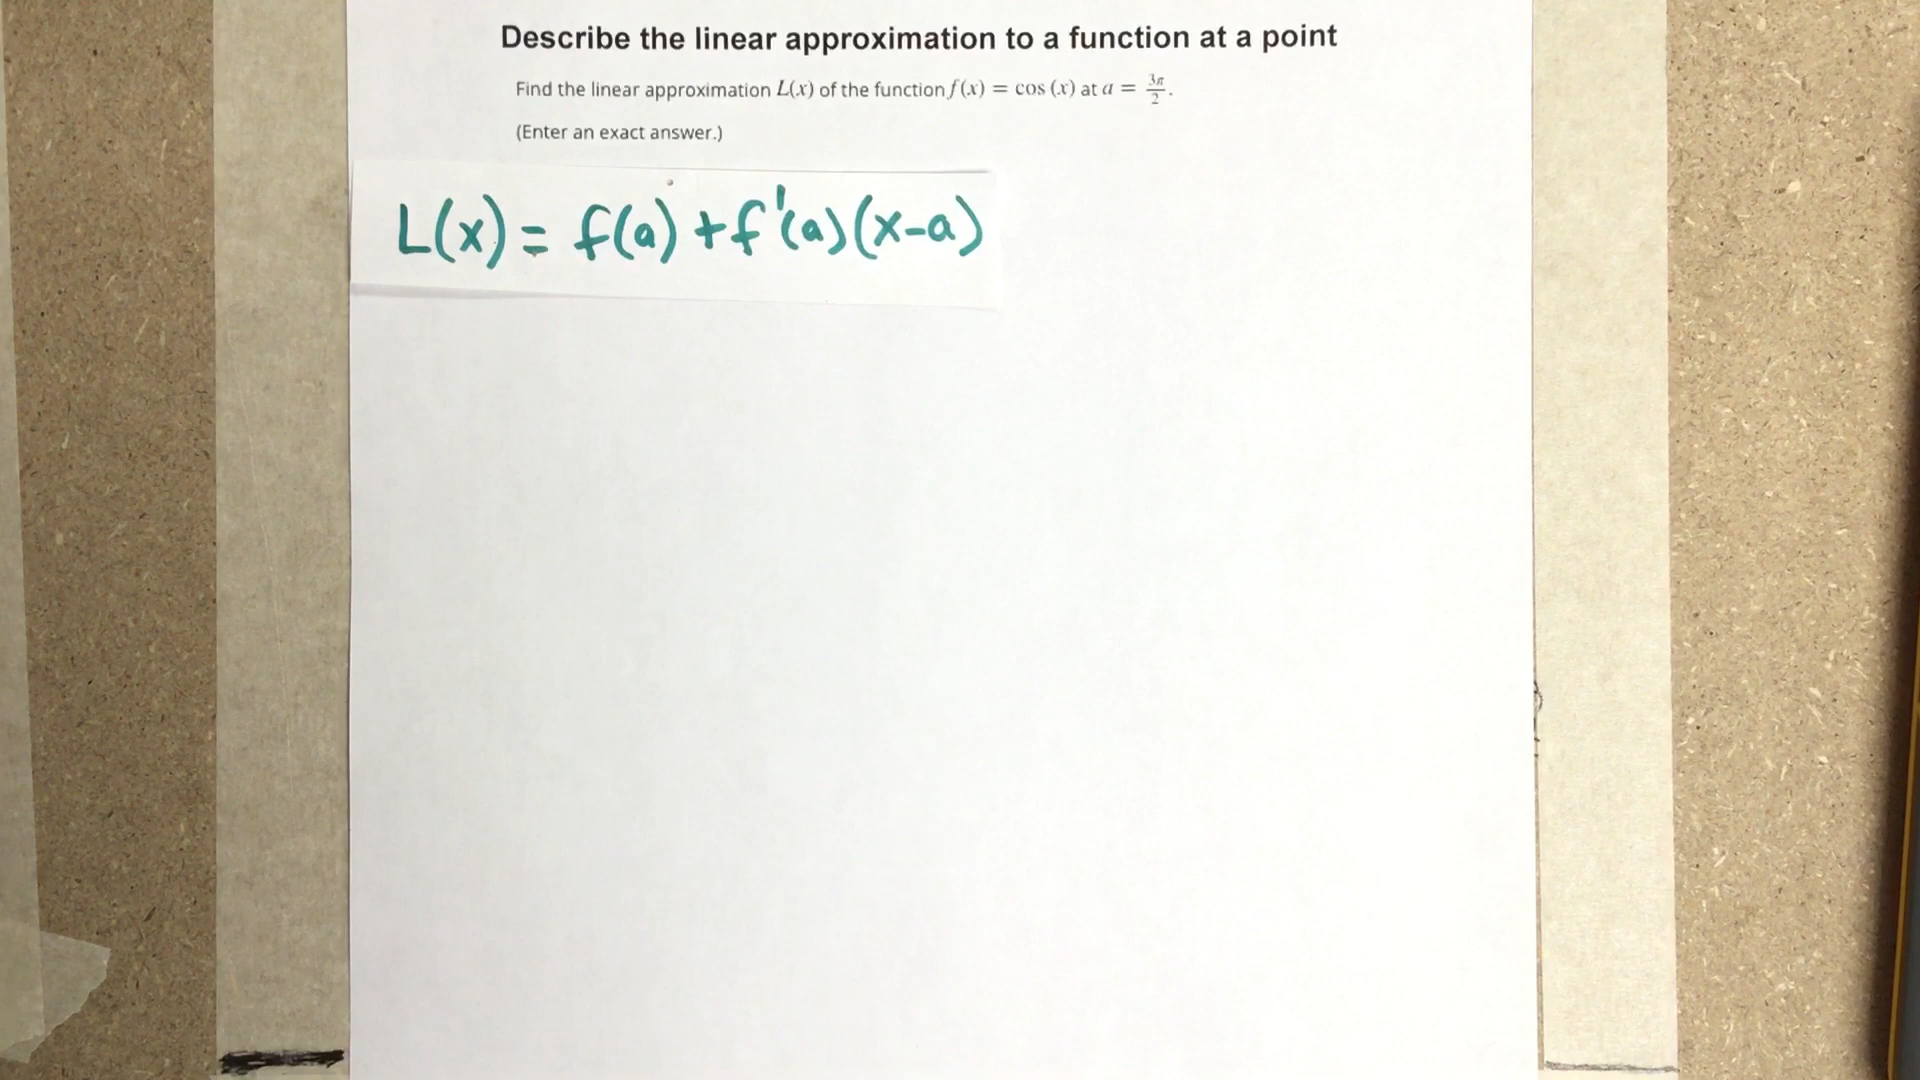 Describe the linear approximation to a function at a point
Find the linear approximation L(x) of the function f(x) = cos (x) at a = 3π/2.
(Enter an exact answer.)
L(x) = f(a) + f'(a)(x-a)